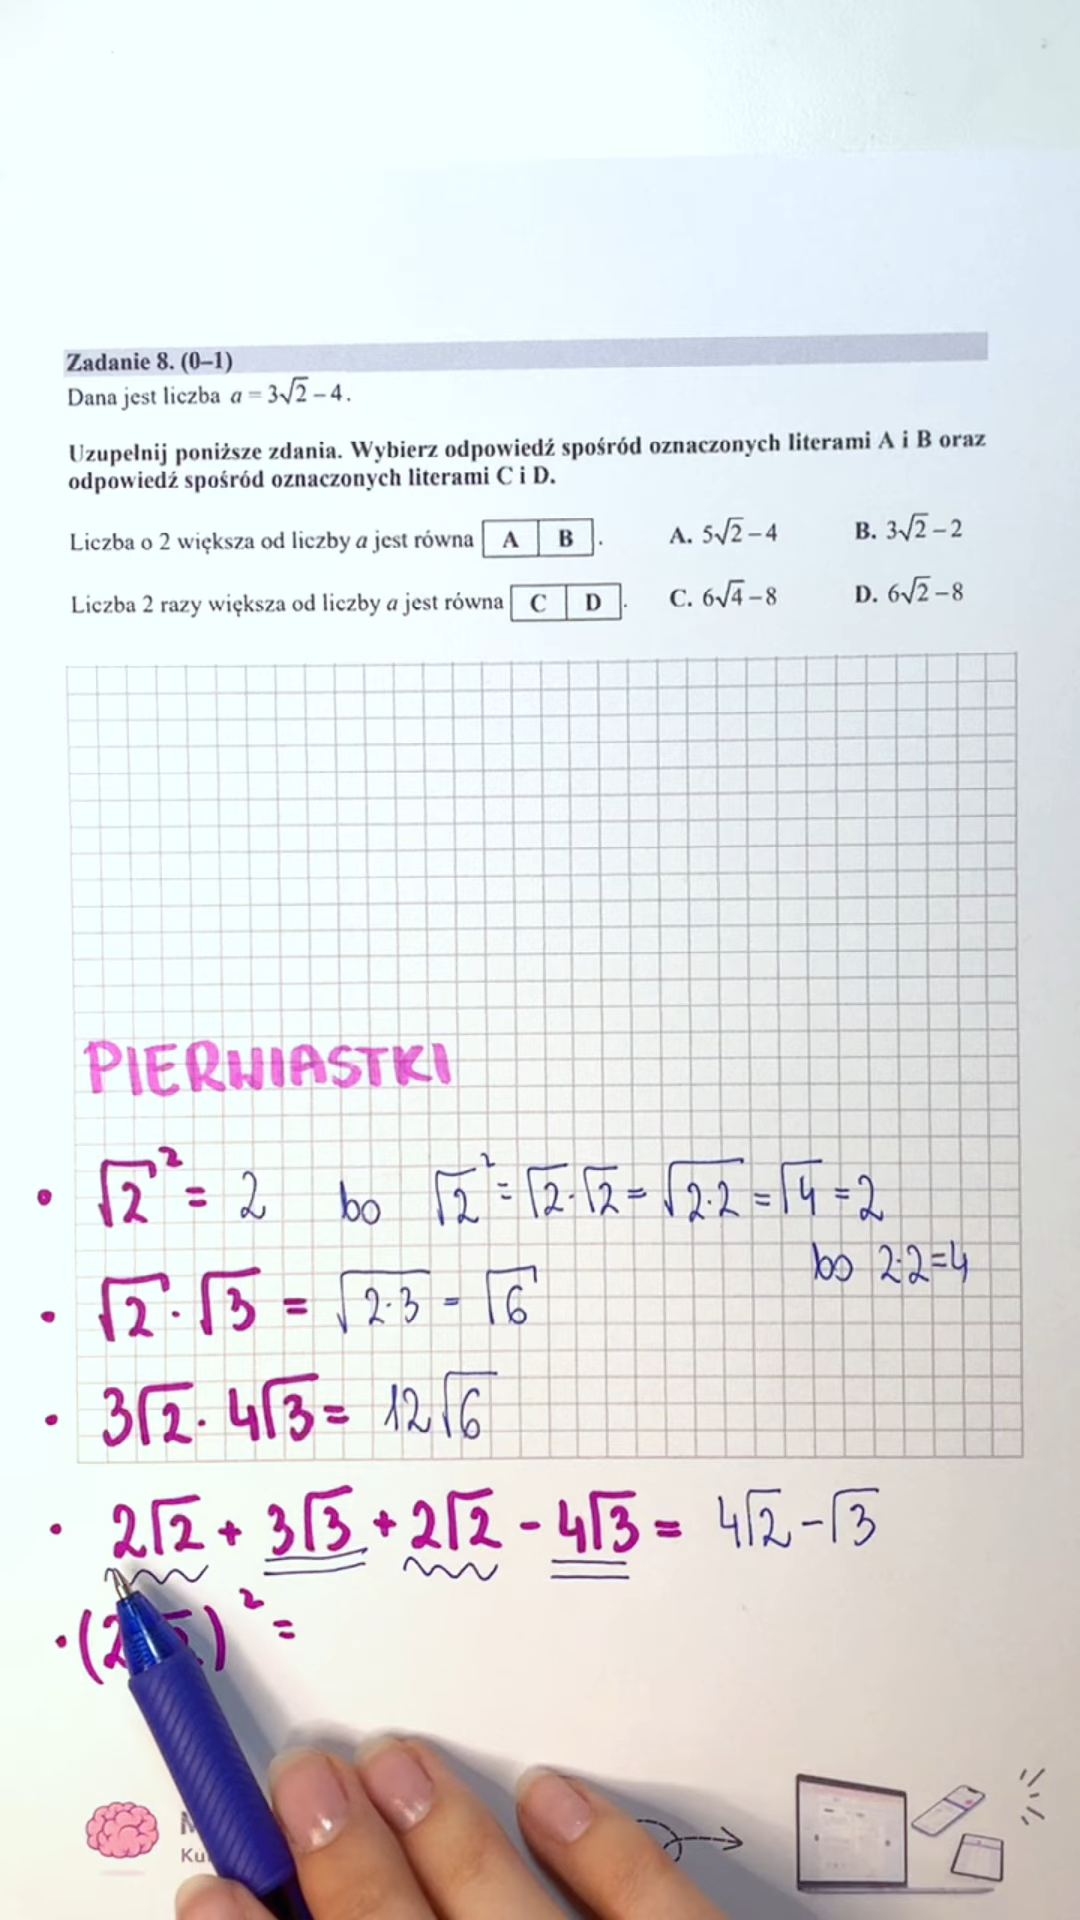 Zadanie 8. (0–1)
Dana jest liczba a = 3√2 – 4.
Uzupełnij poniższe zdania. Wybierz odpowiedź spośród oznaczonych literami A i B oraz
odpowiedź spośród oznaczonych literami C i D.
Liczba o 2 większa od liczby a jest równa A B . A. 5√2 – 4 B. 3√2 – 2
Liczba 2 razy większa od liczby a jest równa C D . C. 6√4 – 8 D. 6√2 – 8
PIERWIASTKI
• √2² = 2 bo √2² = √2·√2 = √2·2 = √4 = 2
bo 2·2=4
• √2 · √3 = √2·3 = √6
• 3√2 · 4√3 = 12√6
• 2√2 + 3√3 + 2√2 - 4√3 = 4√2 - √3
• (2 )² =